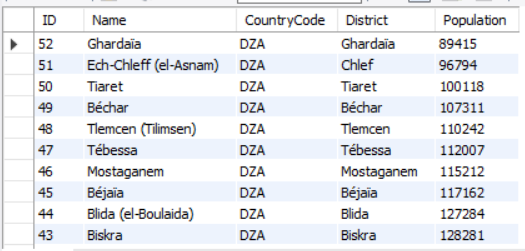 ID Name CountryCode District Population
52 Ghardaïa DZA Ghardaïa 89415
51 Ech-Chleff (el-Asnam) DZA Chlef 96794
50 Tiaret DZA Tiaret 100118
49 Béchar DZA Béchar 107311
48 Tlemcen (Tilimsen) DZA Tlemcen 110242
47 Tébessa DZA Tébessa 112007
46 Mostaganem DZA Mostaganem 115212
45 Béjaïa DZA Béjaïa 117162
44 Blida (el-Boulaida) DZA Blida 127284
43 Biskra DZA Biskra 128281